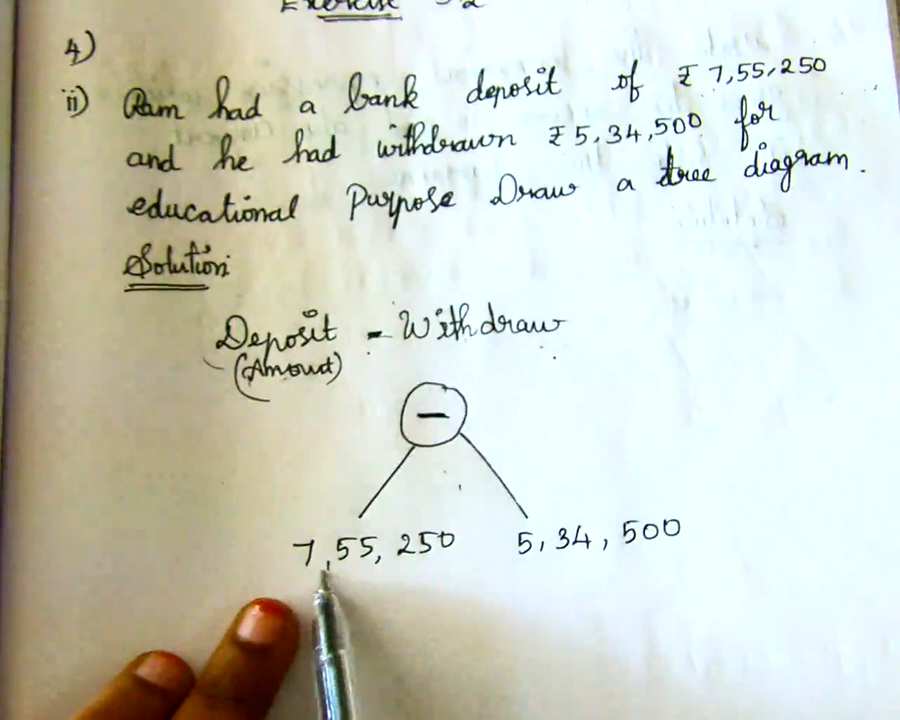 Exercise
4)
ii) Ram had a bank deposit of ₹ 7,55,250
and he had withdrawn ₹ 5,34,500 for
educational Purpose Draw a tree diagram.
Solution
Deposit - Withdraw
(Amount)
−
7,55,250 5,34,500